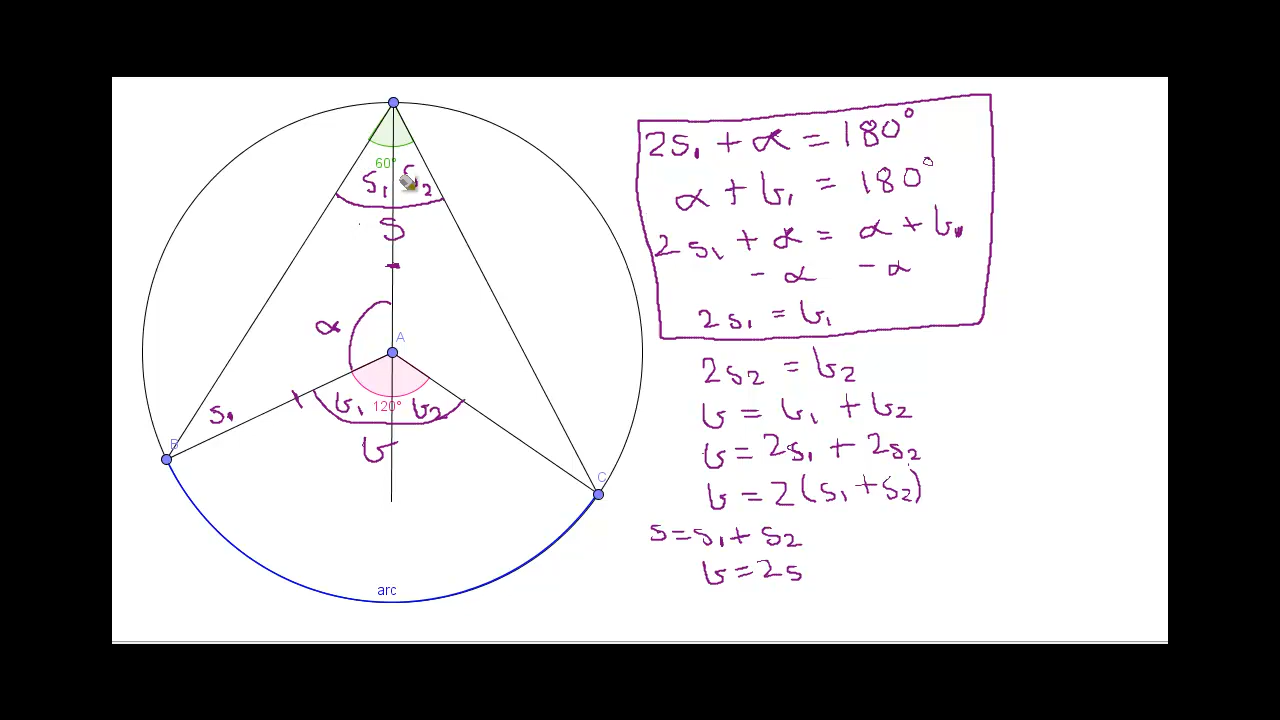 60°
S₁ S₂
S
α
A
120°
b₁ b₂
b
S₁
B
C
arc
2S₁ + α = 180°
α + b₁ = 180°
2S₁ + α = α + b₁
- α - α
2S₁ = b₁
2S₂ = b₂
b = b₁ + b₂
b = 2S₁ + 2S₂
b = 2(S₁ + S₂)
S = S₁ + S₂
b = 2S